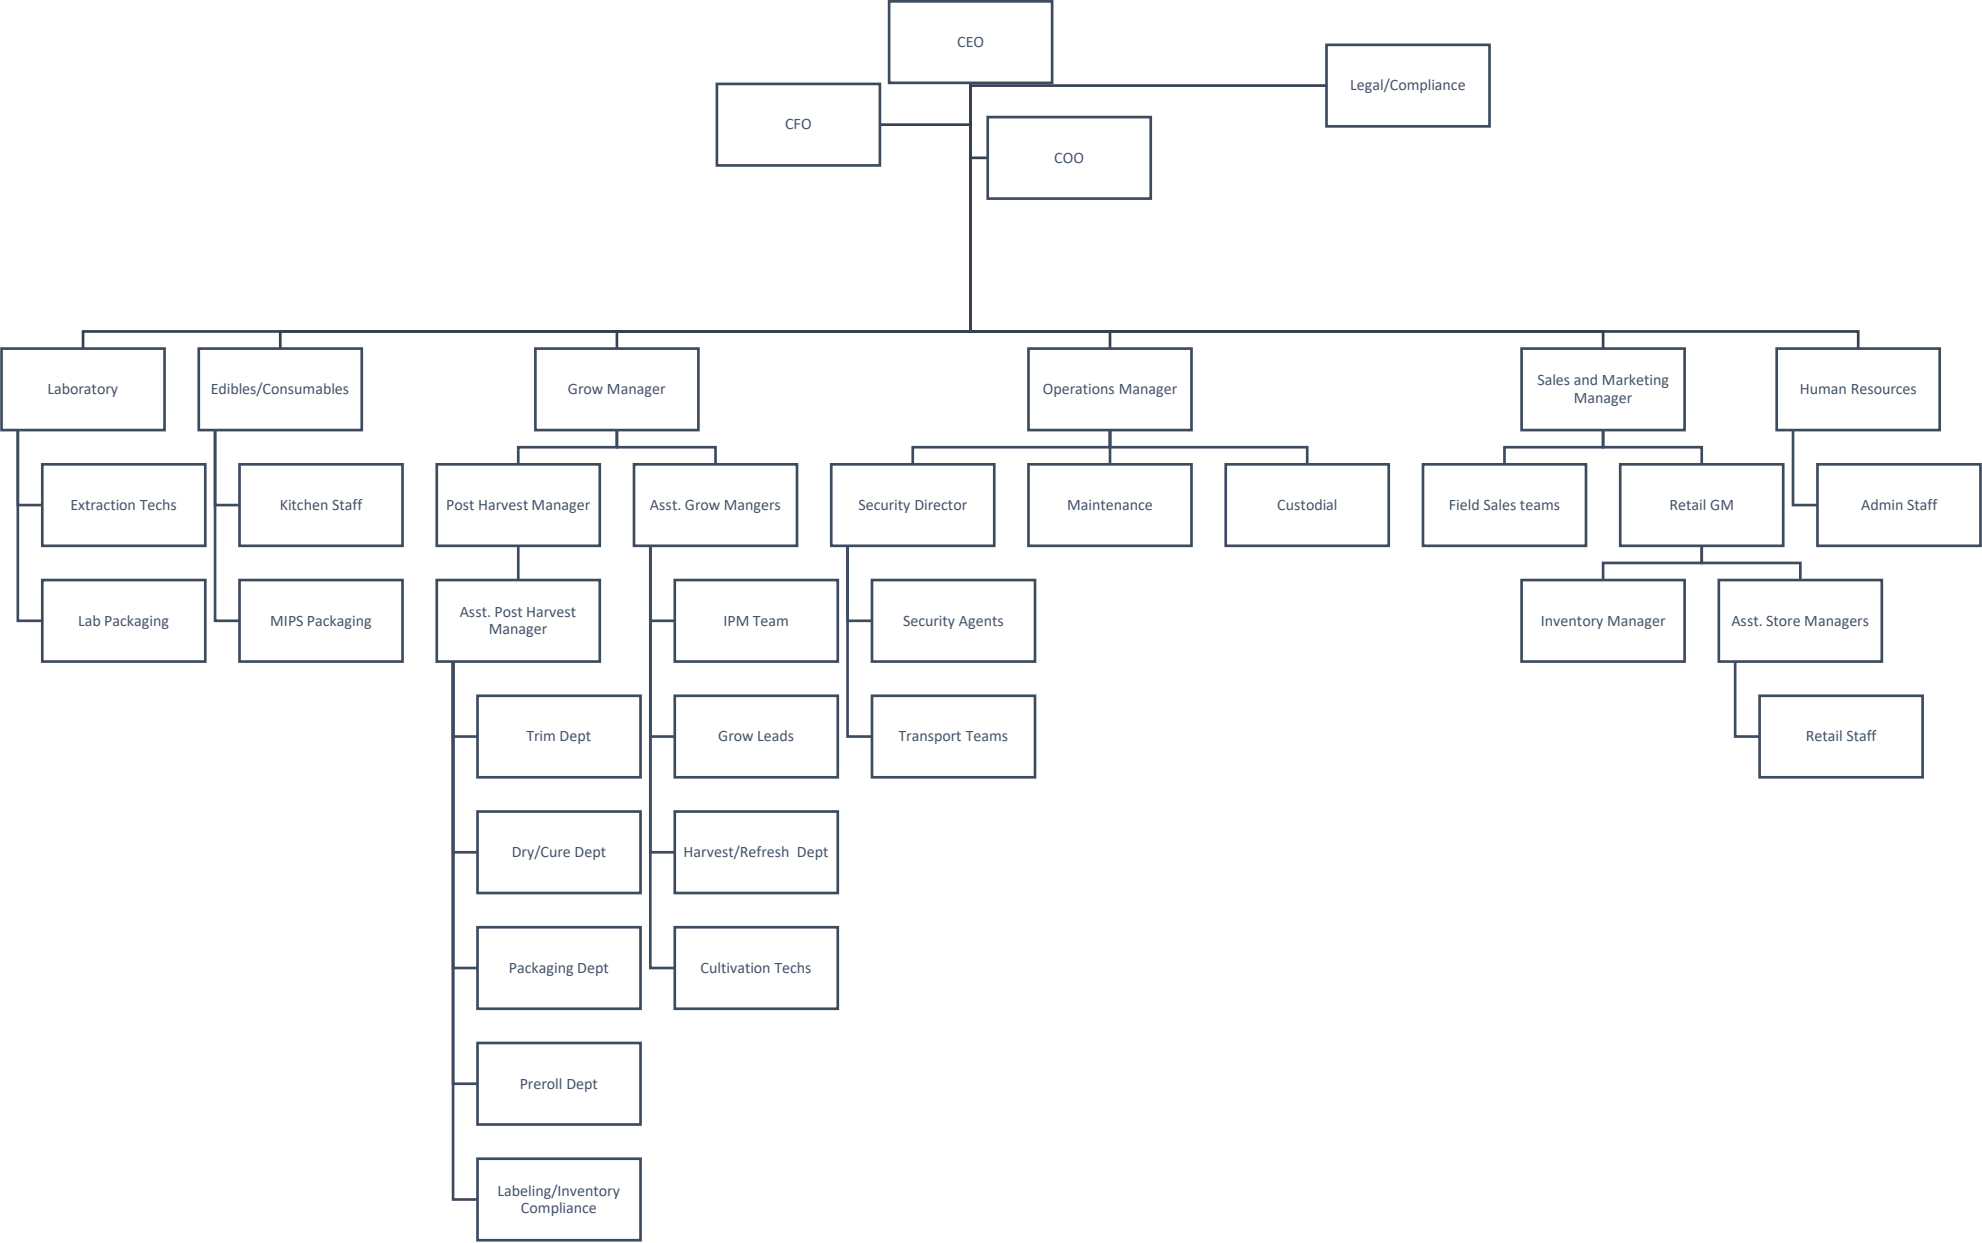 CEO
Legal/Compliance
CFO
COO
Laboratory
Edibles/Consumables
Grow Manager
Operations Manager
Sales and Marketing
Manager
Human Resources
Extraction Techs
Kitchen Staff
Post Harvest Manager
Asst. Grow Mangers
Security Director
Maintenance
Custodial
Field Sales teams
Retail GM
Admin Staff
Lab Packaging
MIPS Packaging
Asst. Post Harvest
Manager
IPM Team
Security Agents
Inventory Manager
Asst. Store Managers
Trim Dept
Grow Leads
Transport Teams
Retail Staff
Dry/Cure Dept
Harvest/Refresh  Dept
Packaging Dept
Cultivation Techs
Preroll Dept
Labeling/Inventory
Compliance